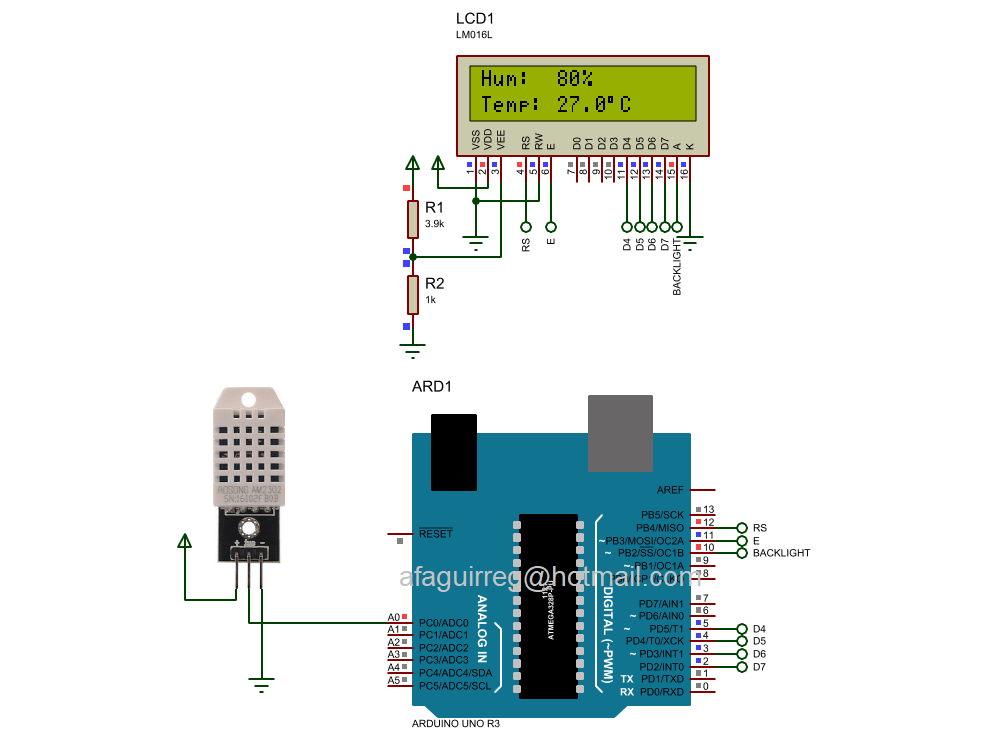 LCD1
LM016L
Hum: 80%
Temp: 27.0°C
VSS
VDD
VEE
RS
RW
E
D0
D1
D2
D3
D4
D5
D6
D7
A
K
1
2
3
4
5
6
7
8
9
10
11
12
13
14
15
16
R1
3.9k
RS
E
D4
D5
D6
D7
BACKLIGHT
R2
1k
ARD1
AOSONG AM2302
+ -
ARDUINO UNO R3
RESET
AREF
PB5/SCK 13
PB4/MISO 12 RS
~PB3/MOSI/OC2A 11 E
~ PB2/SS/OC1B 10 BACKLIGHT
~ PB1/OC1A 9
8
afaguirreg@hotmail.com
ATMEGA328P
ANALOG IN
DIGITAL (~PWM)
PD7/AIN1 7
~ PD6/AIN0 6
~ PD5/T1 5 D4
PD4/T0/XCK 4 D5
~ PD3/INT1 3 D6
PD2/INT0 2 D7
TX PD1/TXD 1
RX PD0/RXD 0
A0 PC0/ADC0
A1 PC1/ADC1
A2 PC2/ADC2
A3 PC3/ADC3
A4 PC4/ADC4/SDA
A5 PC5/ADC5/SCL